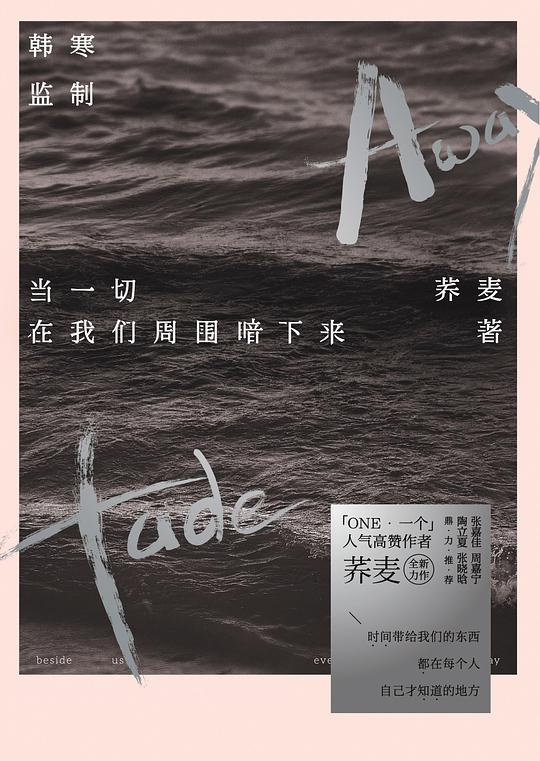 韩寒
监制
Away
当一切
在我们周围暗下来
荞麦
著
fade
「ONE · 一个」
人气高赞作者
荞麦
全新
力作
张嘉佳 周嘉宁
陶立夏 张晓晗
鼎·力·推·荐
时间带给我们的东西
都在每个人
自己才知道的地方
beside us